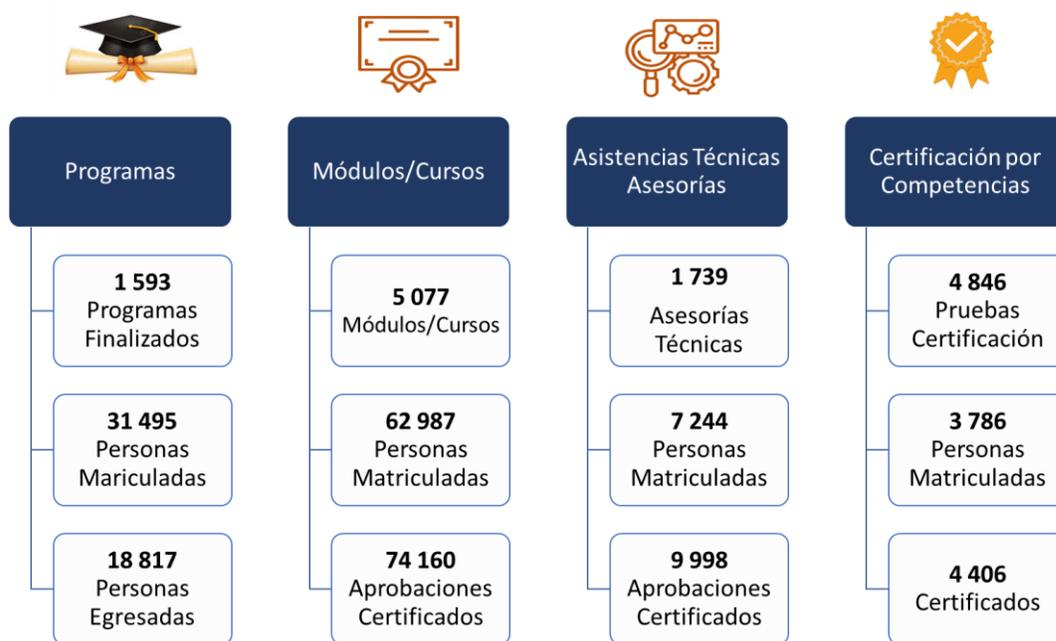 Programas
1 593
Programas
Finalizados
31 495
Personas
Mariculadas
18 817
Personas
Egresadas
Módulos/Cursos
5 077
Módulos/Cursos
62 987
Personas
Matriculadas
74 160
Aprobaciones
Certificados
Asistencias Técnicas
Asesorías
1 739
Asesorías
Técnicas
7 244
Personas
Matriculadas
9 998
Aprobaciones
Certificados
Certificación por
Competencias
4 846
Pruebas
Certificación
3 786
Personas
Matriculadas
4 406
Certificados